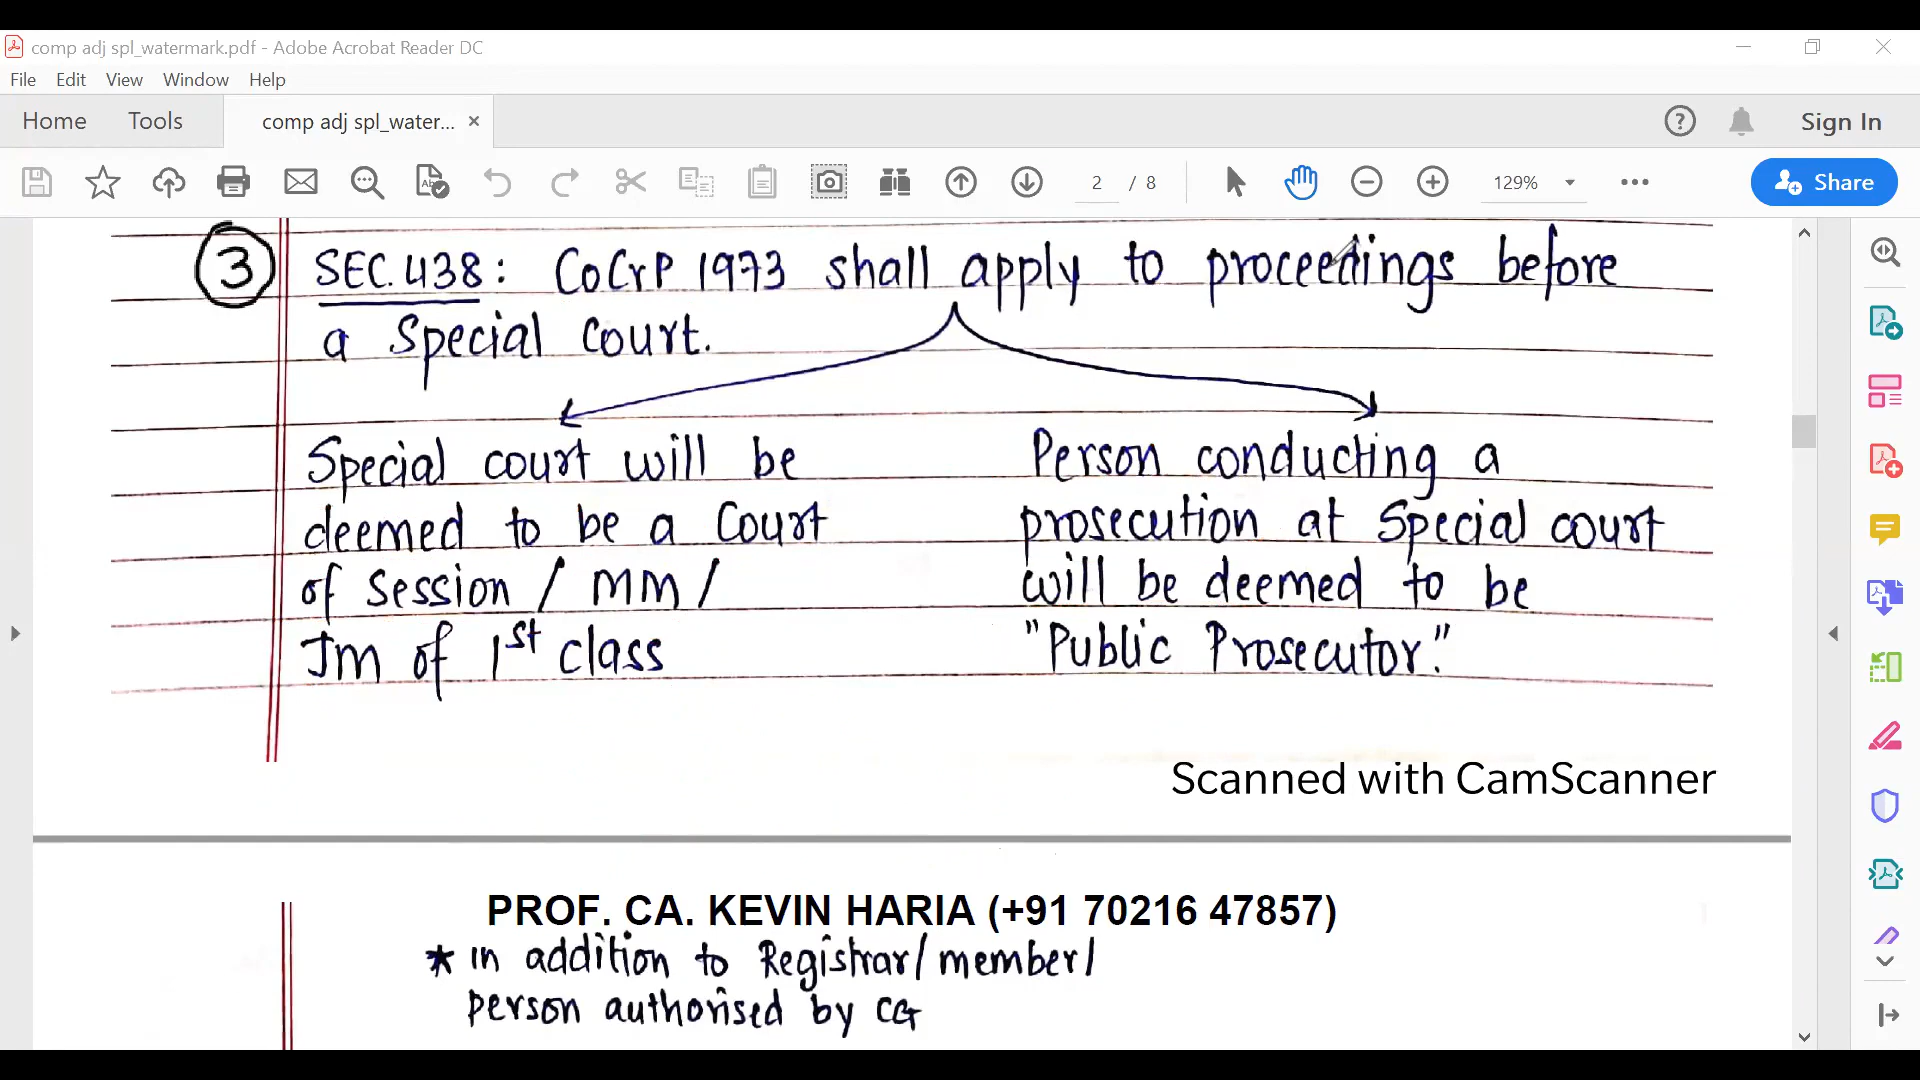 comp adj spl_watermark.pdf - Adobe Acrobat Reader DC
File Edit View Window Help
Home Tools comp adj spl_water... Sign In
2 / 8 129% Share
3 SEC.438: CoCrP 1973 shall apply to proceedings before
a Special Court.
Special court will be
deemed to be a Court
of Session / MM /
JM of 1st class
Person conducting a
prosecution at Special court
will be deemed to be
"Public Prosecutor."
Scanned with CamScanner
PROF. CA. KEVIN HARIA (+91 70216 47857)
* in addition to Registrar/member/
person authorised by CG